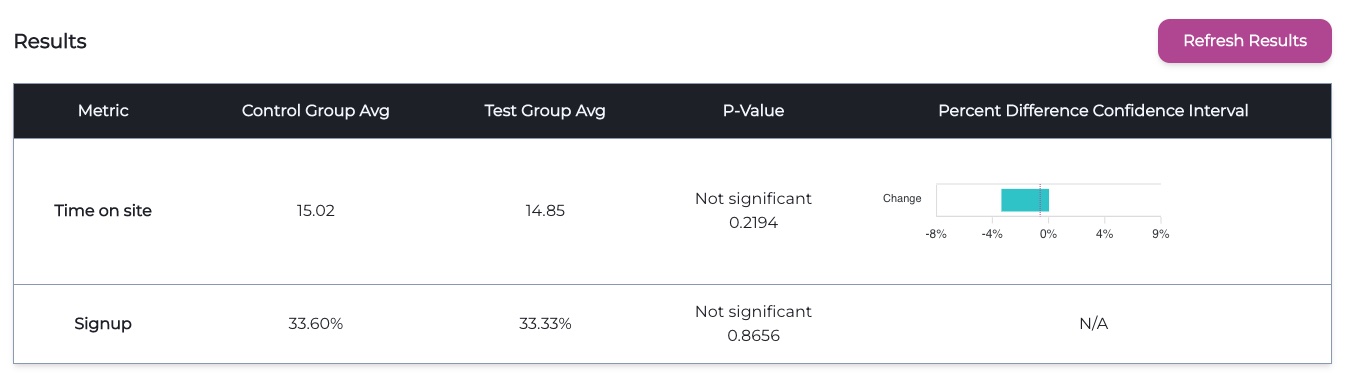 Results
Refresh Results
Metric Control Group Avg Test Group Avg P-Value Percent Difference Confidence Interval
Time on site 15.02 14.85 Not significant
0.2194
Change
-8% -4% 0% 4% 9%
Signup 33.60% 33.33% Not significant
0.8656
N/A